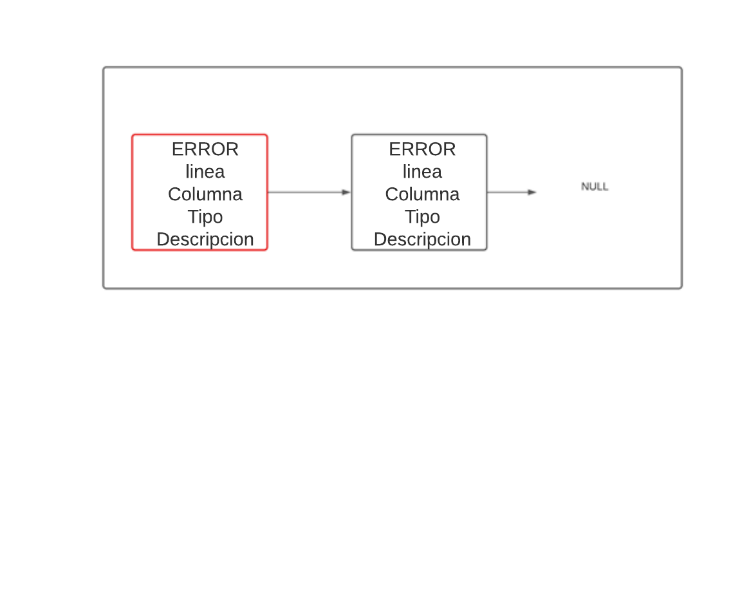 ERROR
linea
Columna
Tipo
Descripcion
ERROR
linea
Columna
Tipo
Descripcion
NULL